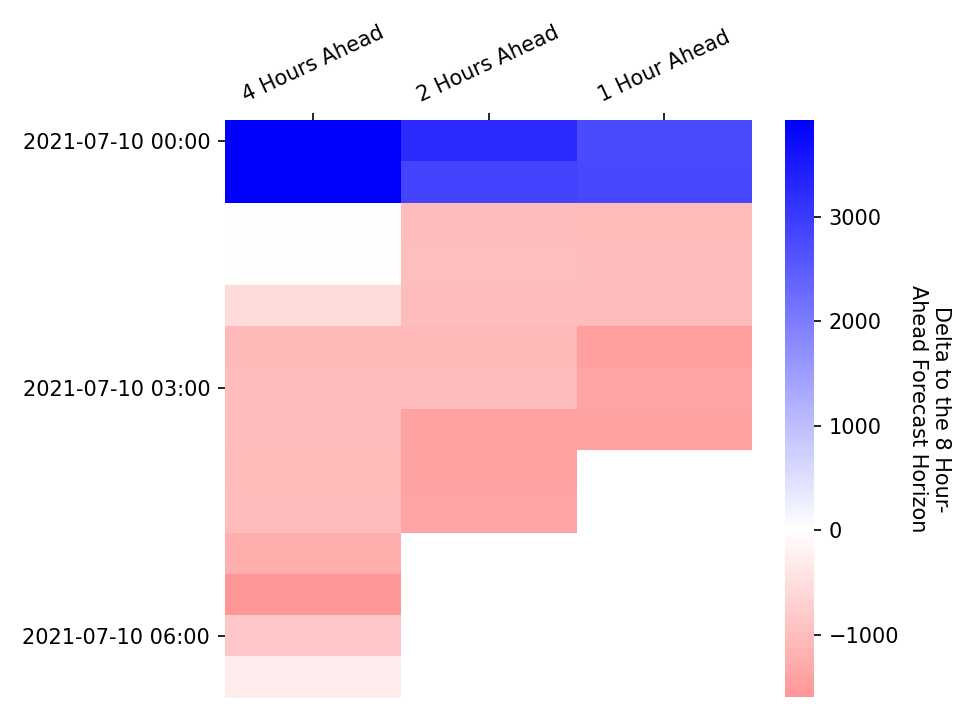 4 Hours Ahead
2 Hours Ahead
1 Hour Ahead
2021-07-10 00:00
2021-07-10 03:00
2021-07-10 06:00
3000
2000
1000
0
−1000
Delta to the 8 Hour-
Ahead Forecast Horizon